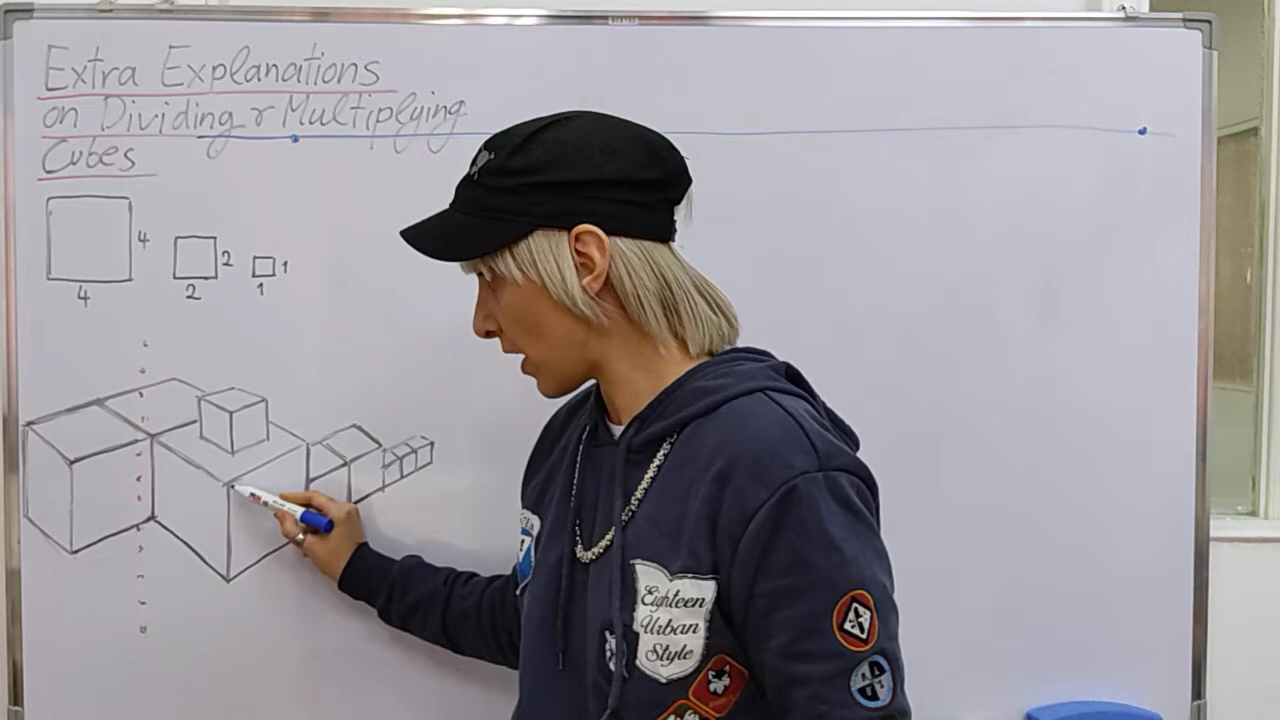 Extra Explanations
on Dividing & Multiplying
Cubes
4
4
2
2
1
1
Eighteen
Urban
Style